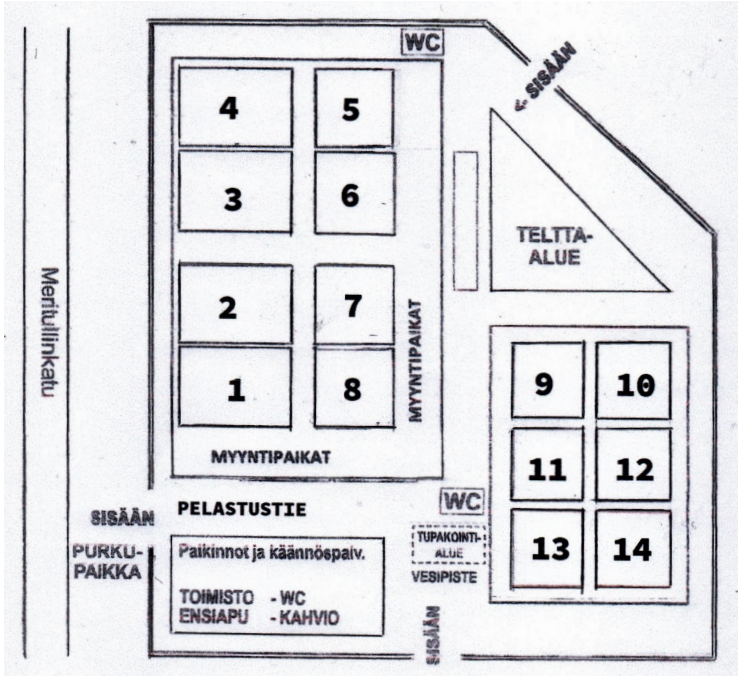 WC
<- SISÄÄN
4
5
3
6
TELTTA-
ALUE
2
7
1
8
MYYNTIPAIKAT
9
10
11
12
13
14
Meritullinkatu
MYYNTIPAIKAT
WC
SISÄÄN
PELASTUSTIE
PURKU-
PAIKKA
Paikinnot ja käännöspaiv.
TOIMISTO - WC
ENSIAPU - KAHVIO
TUPAKOINTI-
ALUE
VESIPISTE
SISÄÄN